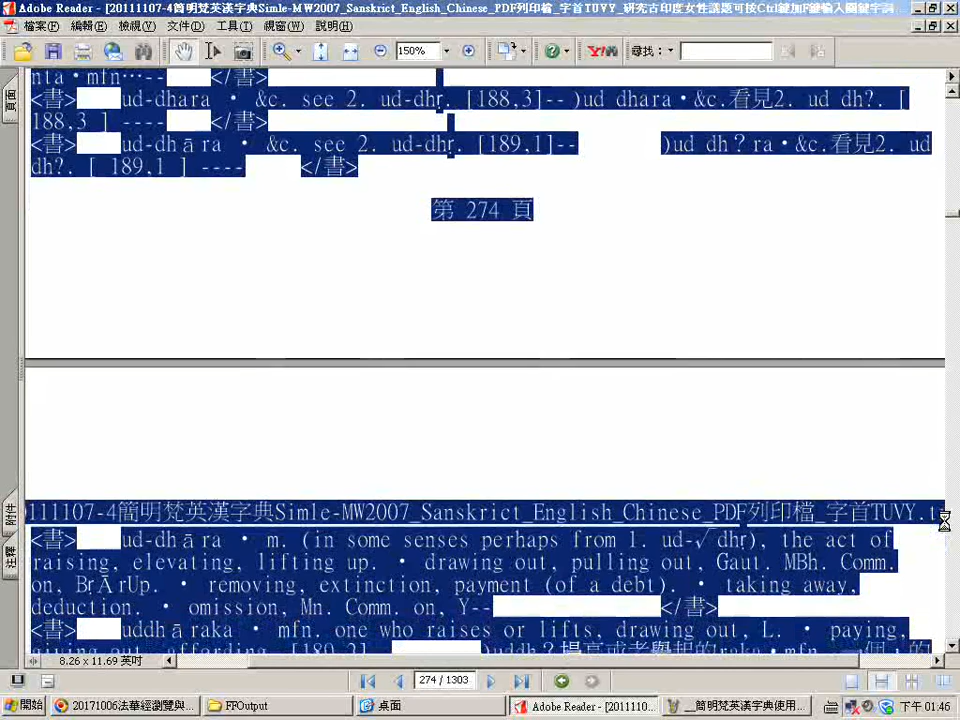 Adobe Reader - [20111107-4簡明梵英漢字典Simle-MW2007_Sanskrict_English_Chinese_PDF列印檔_字首TUVY_研究古印度女性議題可按Ctrl鍵加F鍵輸入關鍵字詞
檔案(F) 編輯(E) 檢視(V) 文件(D) 工具(T) 視窗(W) 說明(H)
150% 尋找:
頁面
nta·mfn…-- </書>
<書> ud-dhara · &c. see 2. ud-dhṛ. [188,3]-- )ud dhara·&c.看見2. ud dh?. [
188,3 ] ---- </書>
<書> ud-dhāra · &c. see 2. ud-dhṛ. [189,1]-- )ud dh?ra·&c.看見2. ud
dh?. [ 189,1 ] ---- </書>
第 274 頁
附件
注釋
111107-4簡明梵英漢字典Simle-MW2007_Sanskrict_English_Chinese_PDF列印檔_字首TUVY.t
<書> ud-dhāra · m. (in some senses perhaps from 1. ud-√dhṛ), the act of
raising, elevating, lifting up. · drawing out, pulling out, Gaut. MBh. Comm.
on, BṛĀrUp. · removing, extinction, payment (of a debt). · taking away,
deduction. · omission, Mn. Comm. on, Y-- </書>
<書> uddhāraka · mfn. one who raises or lifts, drawing out, L. · paying,
8.26 x 11.69 英吋
274 / 1303
開始 20171006法華經瀏覽與... FFOutput 桌面 Adobe Reader - [2011110... __簡明梵英字典使用... 下午 01:46